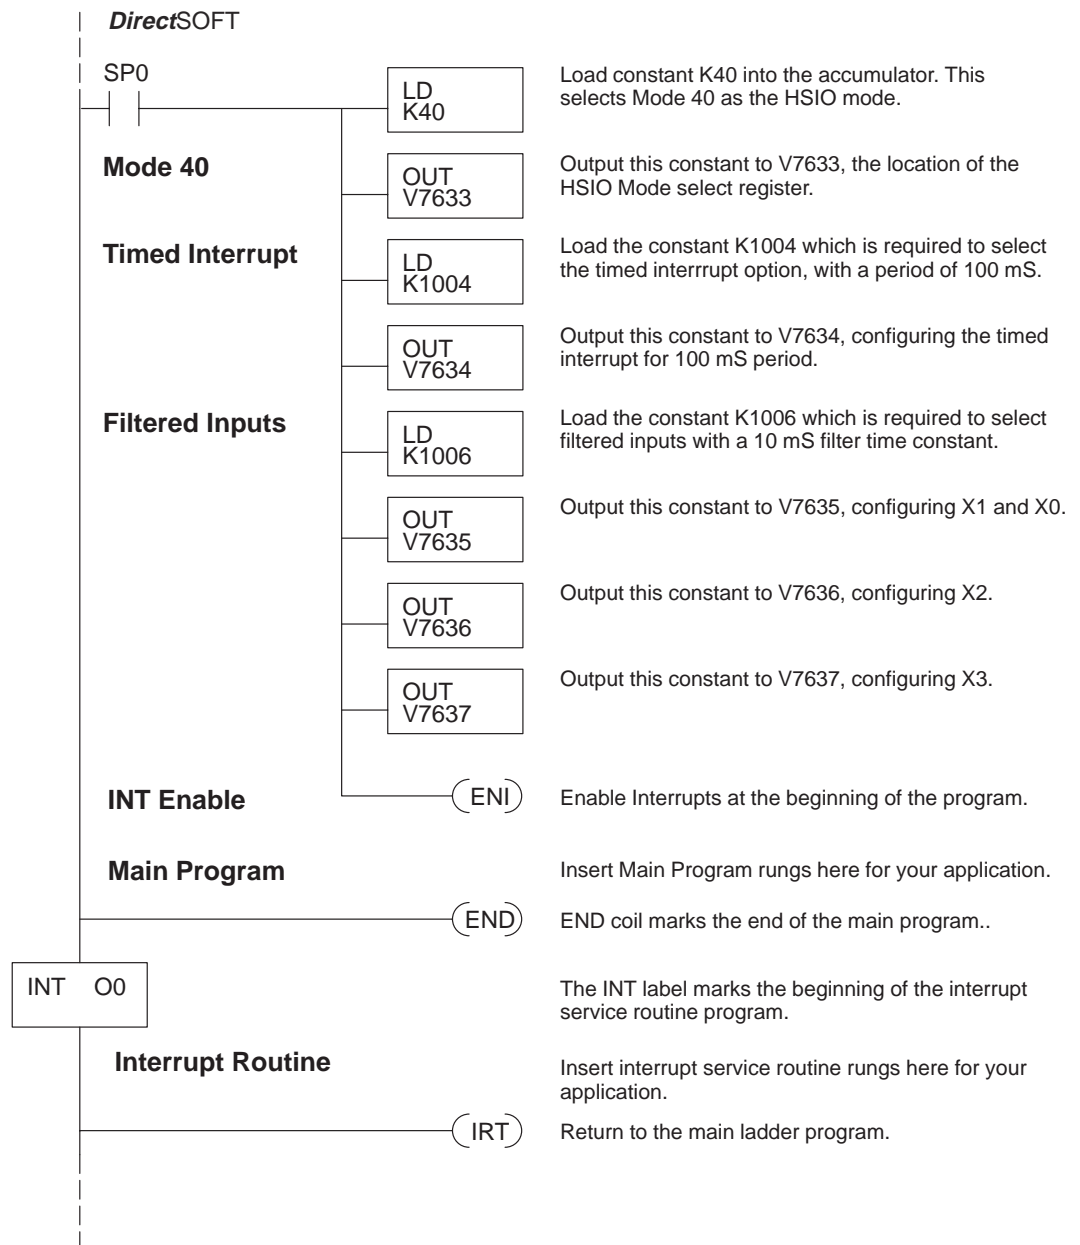 DirectSOFT
SP0
LD
K40
Load constant K40 into the accumulator. This
selects Mode 40 as the HSIO mode.
Mode 40
OUT
V7633
Output this constant to V7633, the location of the
HSIO Mode select register.
Timed Interrupt
LD
K1004
Load the constant K1004 which is required to select
the timed interrrupt option, with a period of 100 mS.
OUT
V7634
Output this constant to V7634, configuring the timed
interrupt for 100 mS period.
Filtered Inputs
LD
K1006
Load the constant K1006 which is required to select
filtered inputs with a 10 mS filter time constant.
OUT
V7635
Output this constant to V7635, configuring X1 and X0.
OUT
V7636
Output this constant to V7636, configuring X2.
OUT
V7637
Output this constant to V7637, configuring X3.
INT Enable
ENI
Enable Interrupts at the beginning of the program.
Main Program
Insert Main Program rungs here for your application.
END
END coil marks the end of the main program..
INT O0
The INT label marks the beginning of the interrupt
service routine program.
Interrupt Routine
Insert interrupt service routine rungs here for your
application.
IRT
Return to the main ladder program.